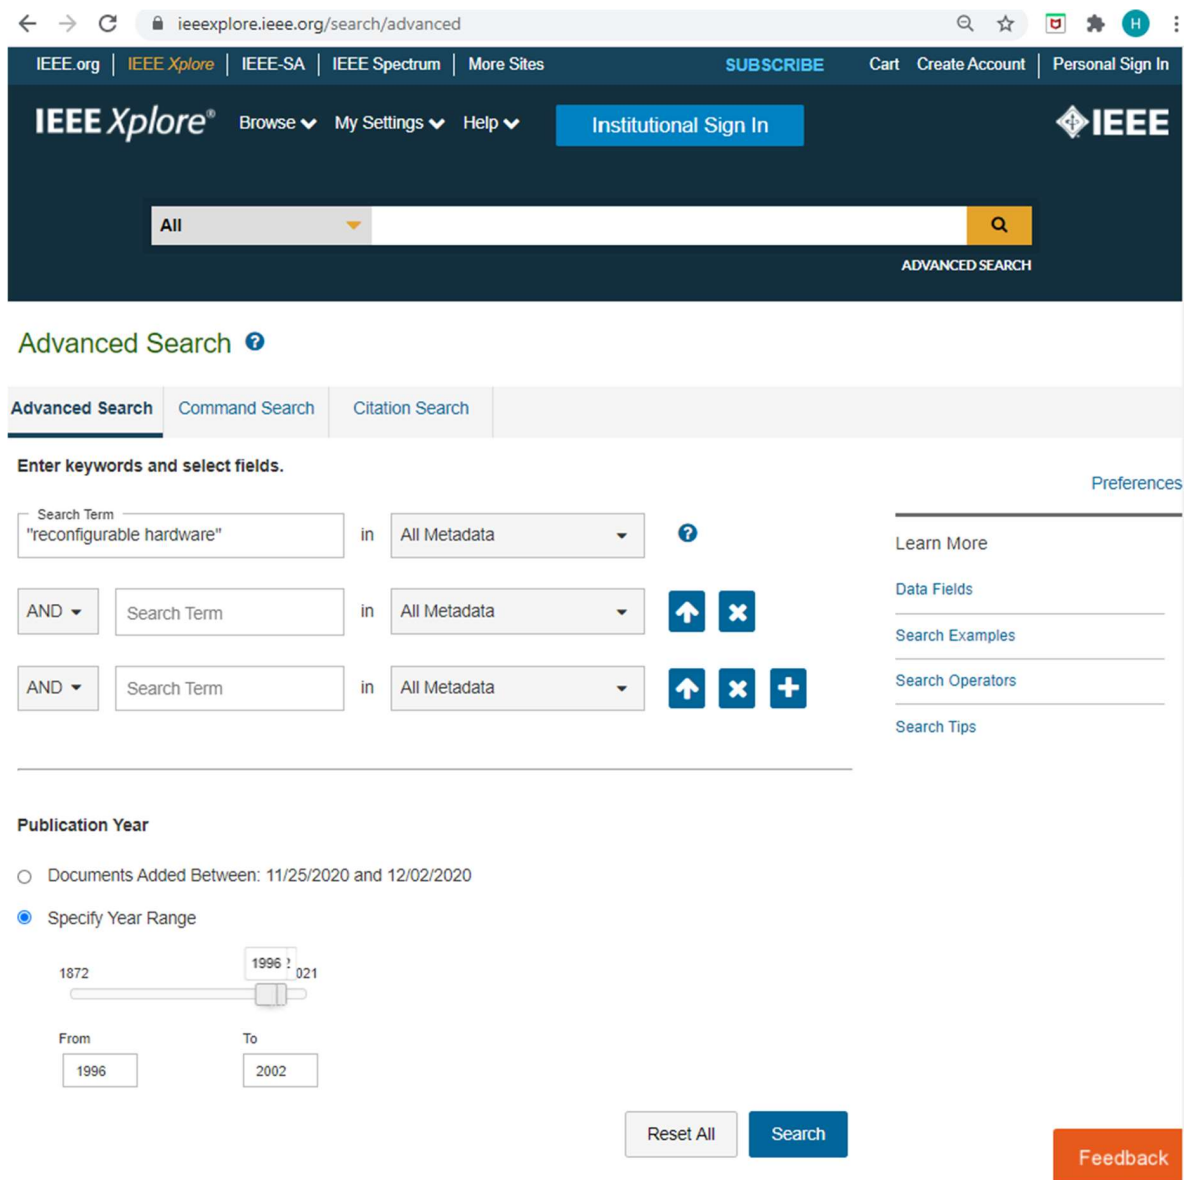 ieeexplore.ieee.org/search/advanced
H
IEEE.org | IEEE Xplore | IEEE-SA | IEEE Spectrum | More Sites SUBSCRIBE Cart Create Account | Personal Sign In
IEEE Xplore® Browse My Settings Help Institutional Sign In IEEE
All
ADVANCED SEARCH
Advanced Search ?
Advanced Search Command Search Citation Search
Enter keywords and select fields.
Preferences
Search Term
"reconfigurable hardware" in All Metadata ?
Learn More
Data Fields
AND Search Term in All Metadata
Search Examples
AND Search Term in All Metadata
Search Operators
Search Tips
Publication Year
Documents Added Between: 11/25/2020 and 12/02/2020
Specify Year Range
1872 1996 2 021
From To
1996 2002
Reset All Search
Feedback